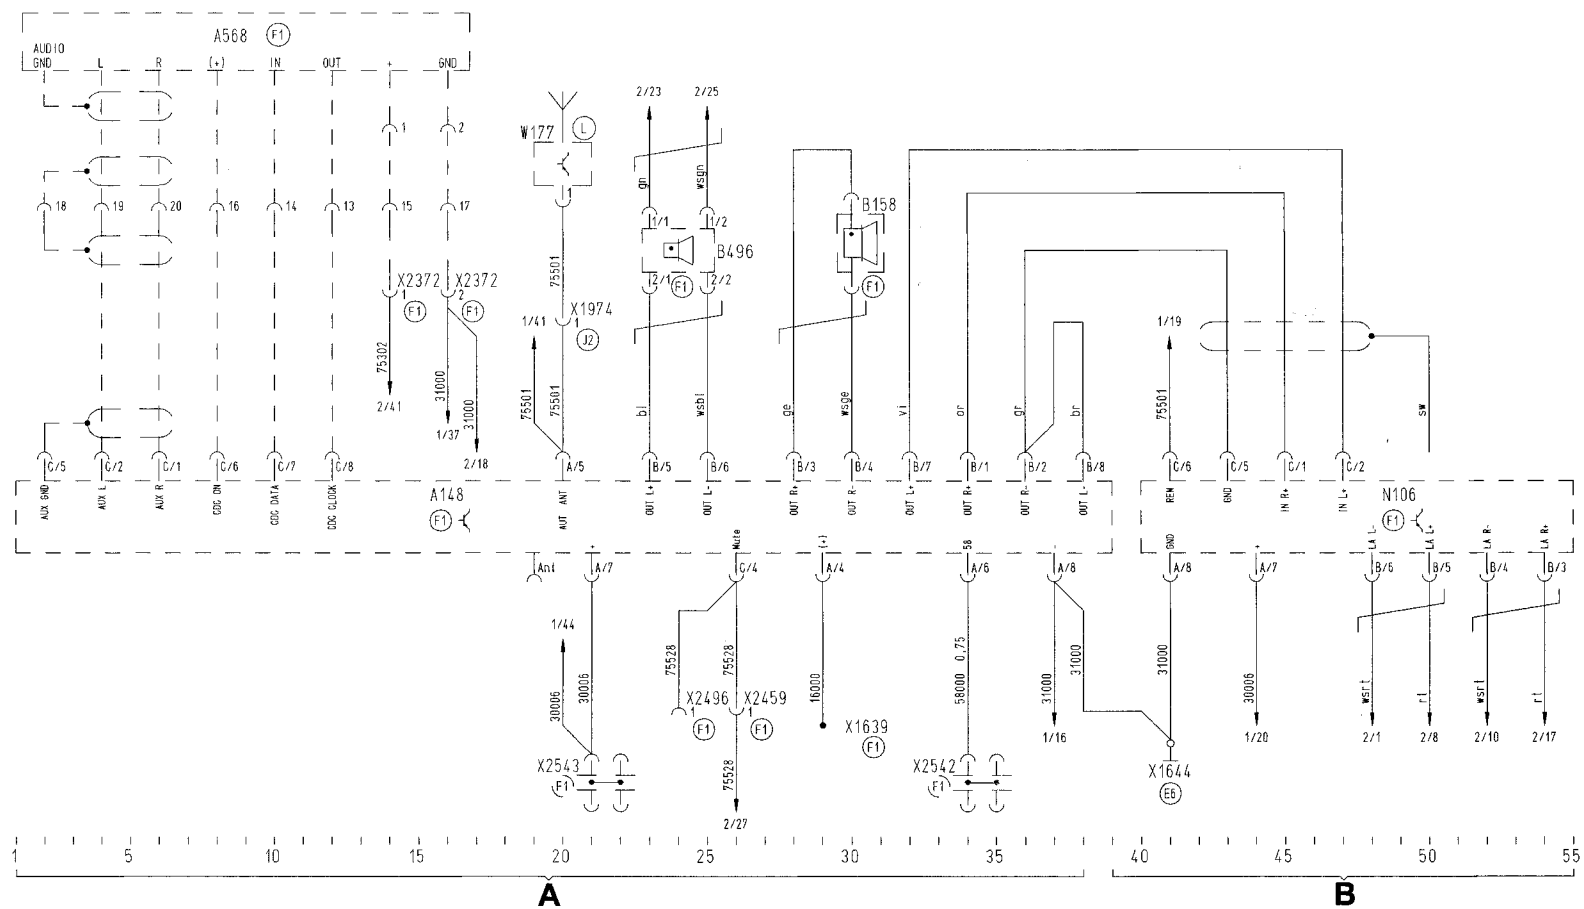 A568 F1
AUDIO
GND L R (+) IN OUT + GND
1 2
18 19 20 16 14 13 15 17
X2372 X2372
1 2
F1 F1
75302 31000 31000
2/41 1/37 2/18
W177 L
1
75501
X1974
1
J2
1/41
75501 75501
2/23 2/25
gn wsgn
1/1 1/2
B496
2/1 2/2
F1
bl wsbl
B158
F1
ge wsge vi or gr br
1/19
75501
sw
C/5 C/2 C/1 C/6 C/7 C/8 A/5 B/5 B/6 B/3 B/4 B/7 B/1 B/2 B/8 C/6 C/5 C/1 C/2
AUX GND AUX L AUX R CDC ON CDC DATA CDC CLOCK AUT ANT OUT L+ OUT L- OUT R+ OUT R- OUT L+ OUT R+ OUT R- OUT L+ REM GND IN R+ IN L+
A148
F1
N106
F1
+ Mute (+) 58 - GND + LA L- LA L+ LA R- LA R+
Ant A/7 C/4 A/4 A/6 A/8 A/8 A/7 B/6 B/5 B/4 B/3
1/44
30006 30006 75528 75528 16000 58000 0,75 31000 31000 31000 30006 wsrt rt wsrt rt
X2496 X2459
1 1
F1 F1
X1639
F1
1/16 1/20 2/1 2/8 2/10 2/17
X2543
F1
75528
2/27
X2542
F1
X1644
E6
1 5 10 15 20 25 30 35 40 45 50 55
A B